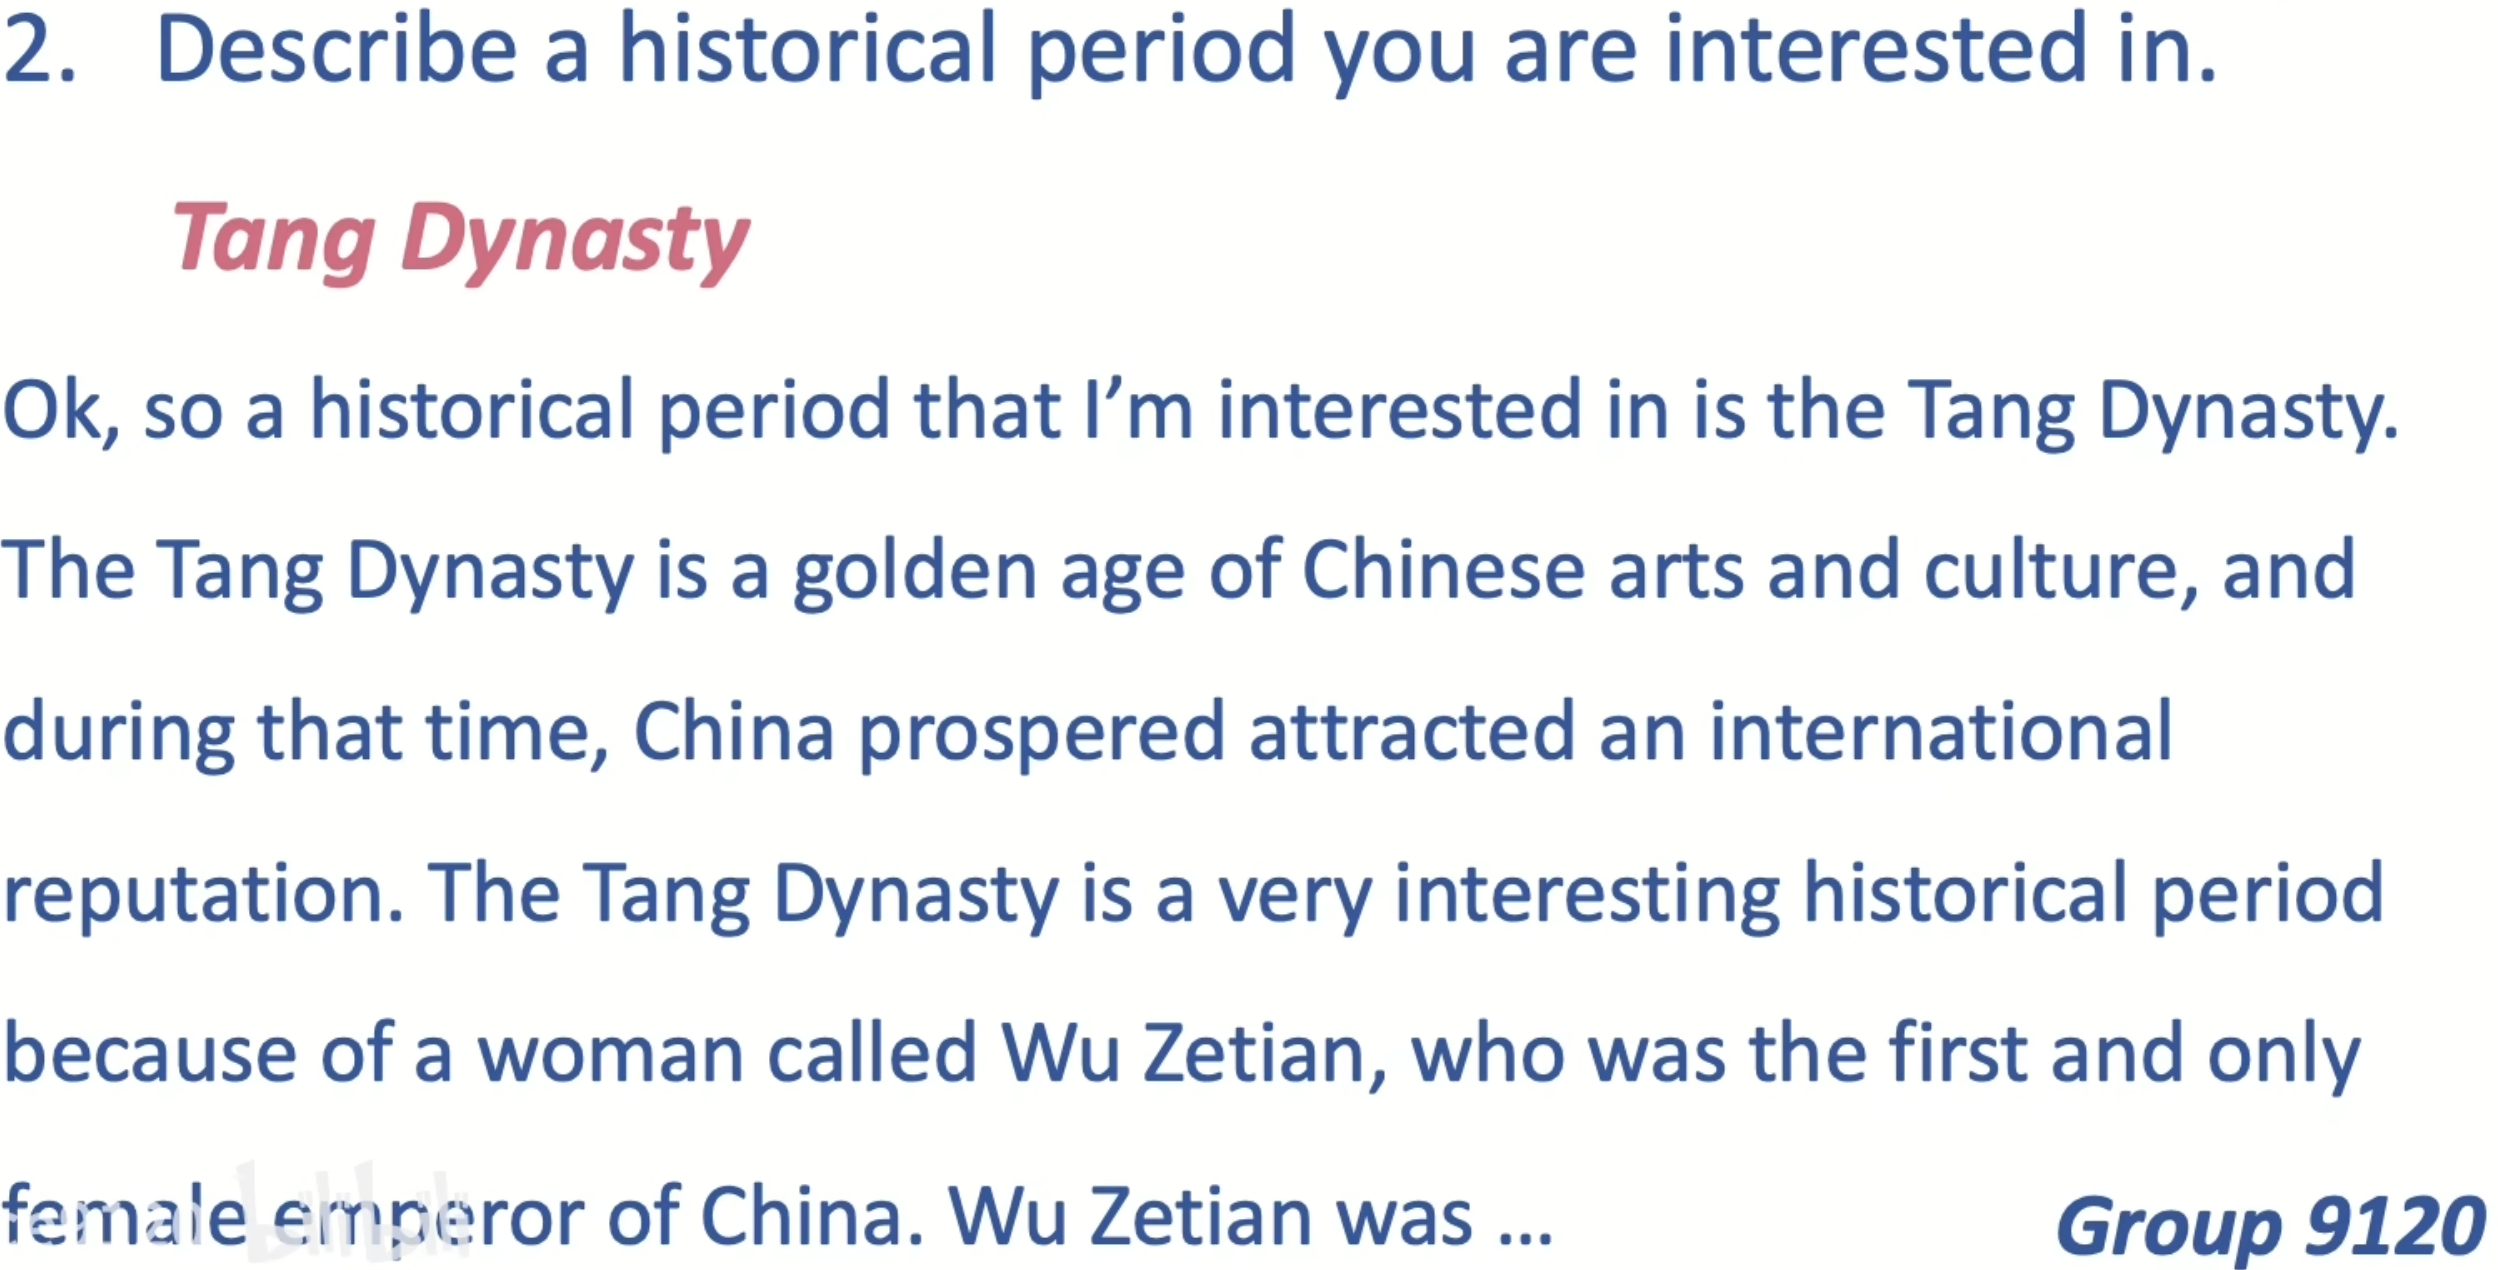 2. Describe a historical period you are interested in.
Tang Dynasty
Ok, so a historical period that I’m interested in is the Tang Dynasty.
The Tang Dynasty is a golden age of Chinese arts and culture, and
during that time, China prospered attracted an international
reputation. The Tang Dynasty is a very interesting historical period
because of a woman called Wu Zetian, who was the first and only
female emperor of China. Wu Zetian was ...
Group 9120